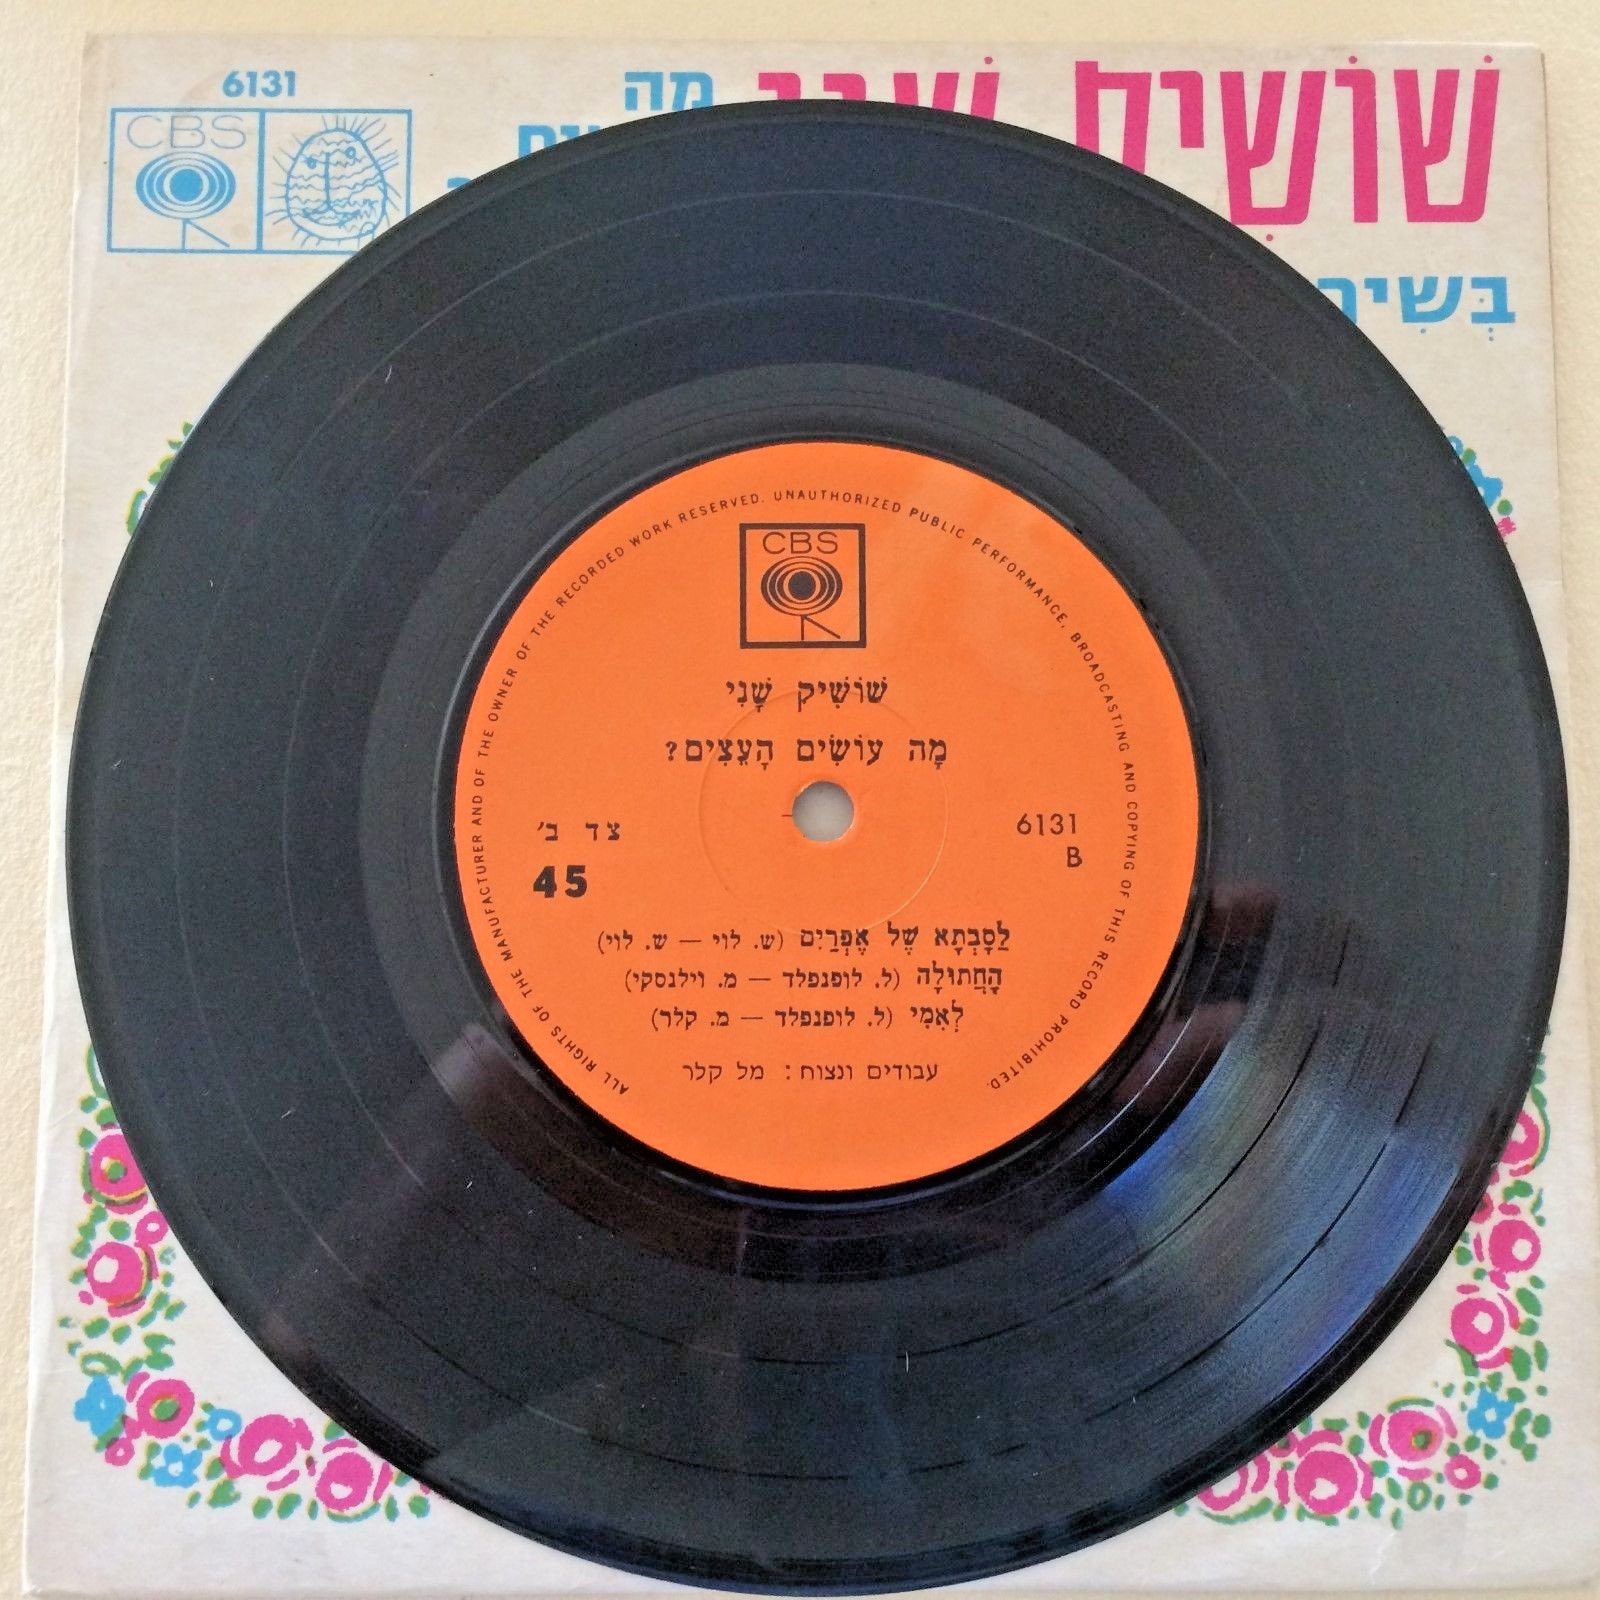 6131
CBS
שׁוֹשִׁיק
מה
בְּשִׁיר
ALL RIGHTS OF THE MANUFACTURER AND OF THE OWNER OF THE RECORDED WORK RESERVED. UNAUTHORIZED PUBLIC PERFORMANCE, BROADCASTING AND COPYING OF THIS RECORD PROHIBITED.
CBS
שׁוֹשִׁיק שָׁנִי
מָה עוֹשִׂים הָעֵצִים?
6131
B
צד ב'
45
לַסָבְתָא שֶׁל אֶפְרַיִם (ש. לוי — ש. לוי)
הַחֲתוּלָה (ל. לופנפלד — מ. וילנסקי)
לְאִמִי (ל. לופנפלד — מ. קלר)
עבודים ונצוח: מל קלר